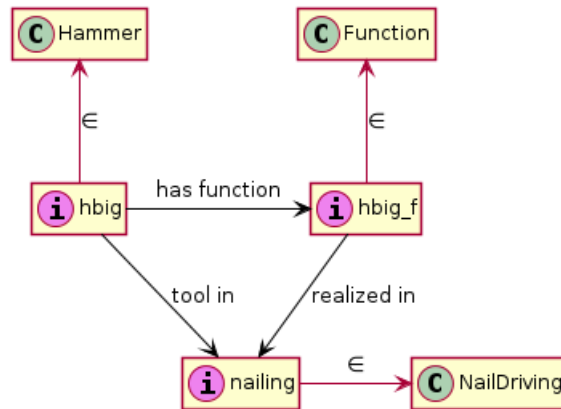 C Hammer
C Function
∈
∈
i hbig
has function
i hbig_f
tool in
realized in
i nailing
∈
C NailDriving